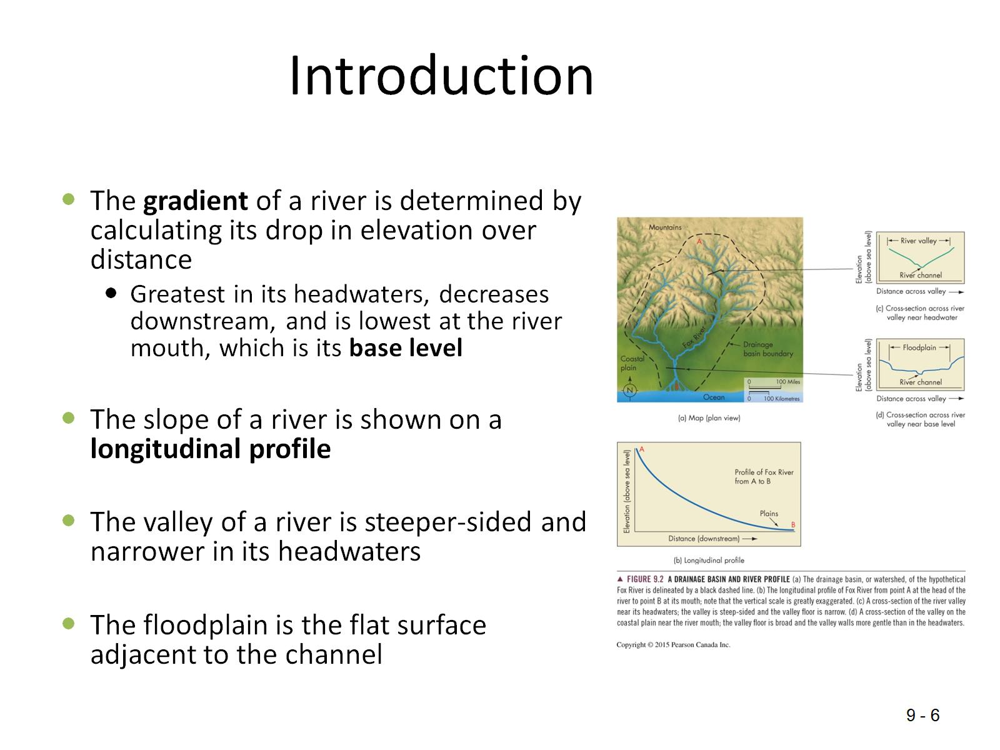 Introduction
• The gradient of a river is determined by
calculating its drop in elevation over
distance
• Greatest in its headwaters, decreases
downstream, and is lowest at the river
mouth, which is its base level
• The slope of a river is shown on a
longitudinal profile
• The valley of a river is steeper-sided and
narrower in its headwaters
• The floodplain is the flat surface
adjacent to the channel
Mountains
A
Fox River
Drainage
basin boundary
Coastal
plain
N
B
Ocean
0 100 Miles
0 100 Kilometres
(a) Map (plan view)
Elevation
(above sea level)
River valley
River channel
Distance across valley
(c) Cross-section across river
valley near headwater
Elevation
(above sea level)
Floodplain
River channel
Distance across valley
(d) Cross-section across river
valley near base level
Elevation (above sea level)
A
Profile of Fox River
from A to B
Plains
B
Distance (downstream)
(b) Longitudinal profile
▲ FIGURE 9.2 A DRAINAGE BASIN AND RIVER PROFILE (a) The drainage basin, or watershed, of the hypothetical
Fox River is delineated by a black dashed line. (b) The longitudinal profile of Fox River from point A at the head of the
river to point B at its mouth; note that the vertical scale is greatly exaggerated. (c) A cross-section of the river valley
near its headwaters; the valley is steep-sided and the valley floor is narrow. (d) A cross-section of the valley on the
coastal plain near the river mouth; the valley floor is broad and the valley walls more gentle than in the headwaters.
Copyright © 2015 Pearson Canada Inc.
9 - 6